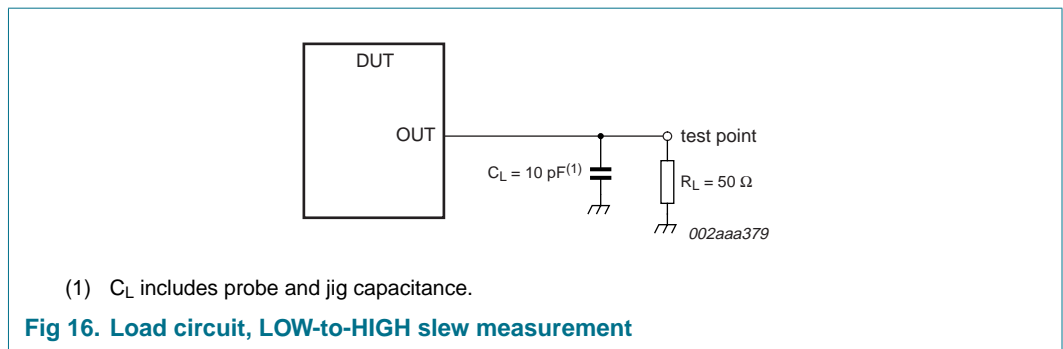 DUT
OUT
test point
C_L = 10 pF(1)
R_L = 50 Ω
002aaa379
(1) C_L includes probe and jig capacitance.
Fig 16. Load circuit, LOW-to-HIGH slew measurement